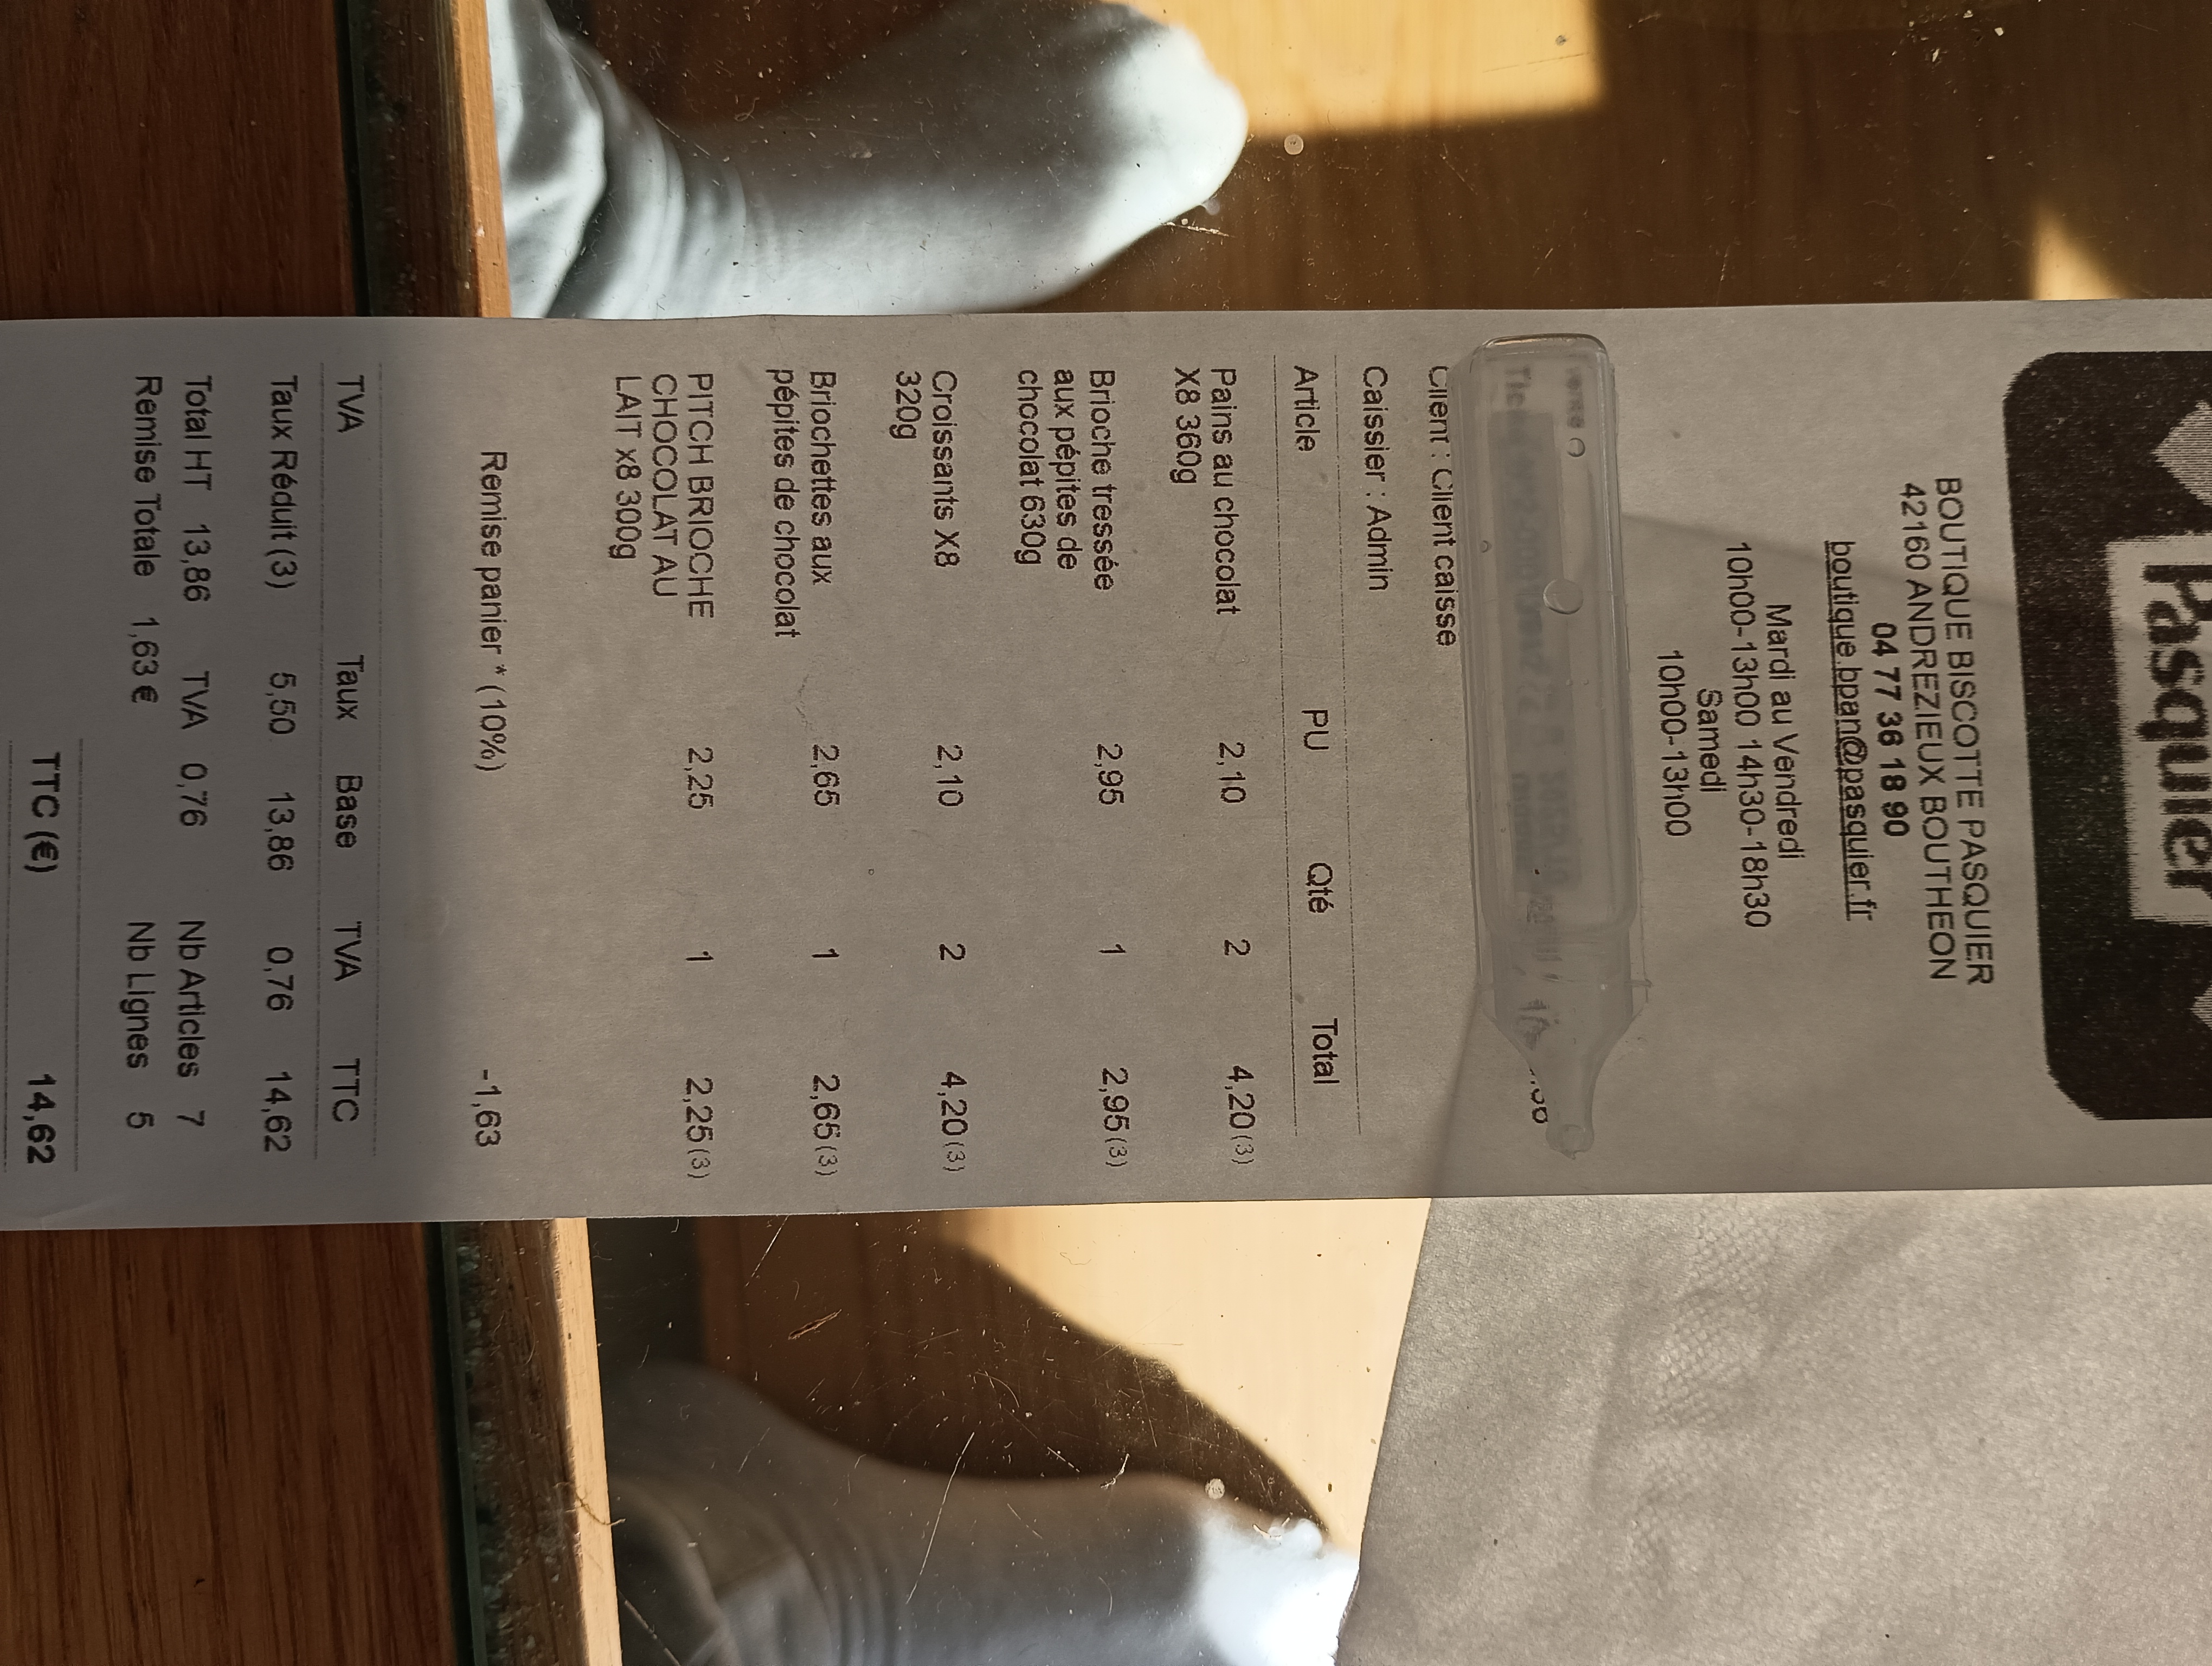 Pasquier
BOUTIQUE BISCOTTE PASQUIER
42160 ANDREZIEUX BOUTHEON
04 77 36 18 90
boutique.bpan@pasquier.fr
Mardi au Vendredi
10h00-13h00 14h30-18h30
Samedi
10h00-13h00
Client : Client caisse
Caissier : Admin
Article PU Qté Total
Pains au chocolat 2,10 2 4,20 (3)
X8 360g
Brioche tressée 2,95 1 2,95 (3)
aux pépites de
chocolat 630g
Croissants X8 2,10 2 4,20 (3)
320g
Briochettes aux 2,65 1 2,65 (3)
pépites de chocolat
PITCH BRIOCHE 2,25 1 2,25 (3)
CHOCOLAT AU
LAIT x8 300g
Remise panier * (10%) -1,63
TVA Taux Base TVA TTC
Taux Réduit (3) 5,50 13,86 0,76 14,62
Total HT 13,86 TVA 0,76 Nb Articles 7
Remise Totale 1,63 € Nb Lignes 5
TTC (€) 14,62